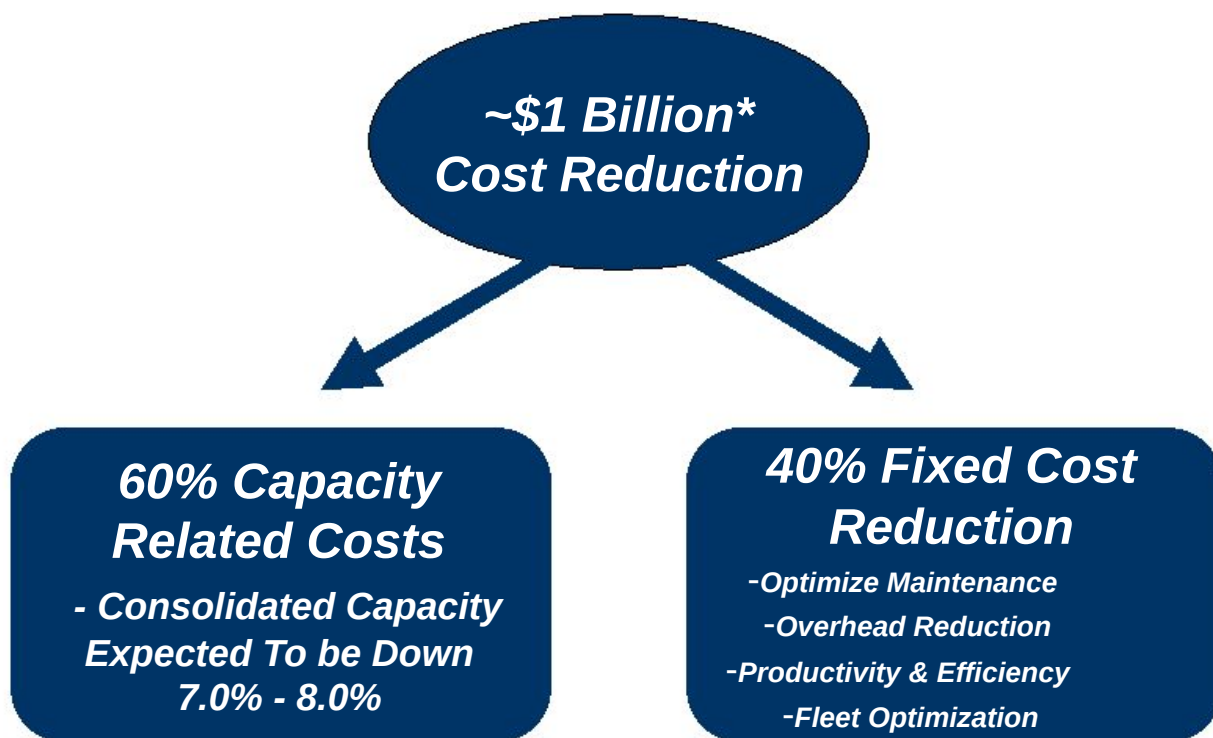 ~$1 Billion*
Cost Reduction
60% Capacity
Related Costs
- Consolidated Capacity
Expected To be Down
7.0% - 8.0%
40% Fixed Cost
Reduction
-Optimize Maintenance
-Overhead Reduction
-Productivity & Efficiency
-Fleet Optimization